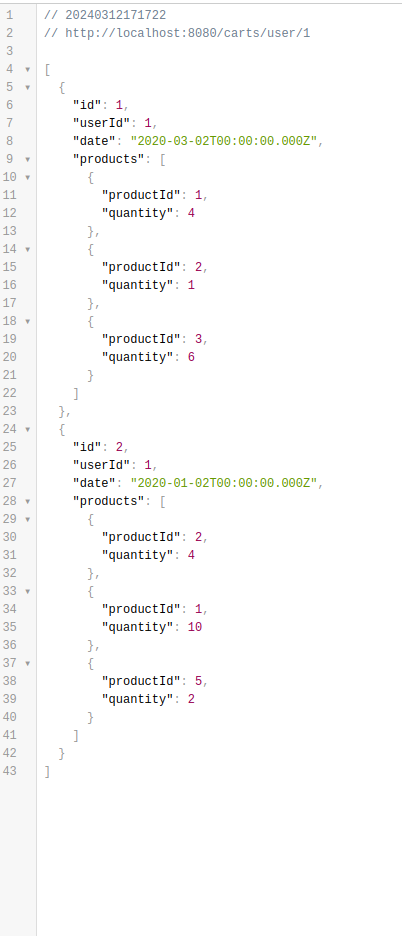 1 // 20240312171722
2 // http://localhost:8080/carts/user/1
3
4 [
5   {
6     "id": 1,
7     "userId": 1,
8     "date": "2020-03-02T00:00:00.000Z",
9     "products": [
10       {
11         "productId": 1,
12         "quantity": 4
13       },
14       {
15         "productId": 2,
16         "quantity": 1
17       },
18       {
19         "productId": 3,
20         "quantity": 6
21       }
22     ]
23   },
24   {
25     "id": 2,
26     "userId": 1,
27     "date": "2020-01-02T00:00:00.000Z",
28     "products": [
29       {
30         "productId": 2,
31         "quantity": 4
32       },
33       {
34         "productId": 1,
35         "quantity": 10
36       },
37       {
38         "productId": 5,
39         "quantity": 2
40       }
41     ]
42   }
43 ]